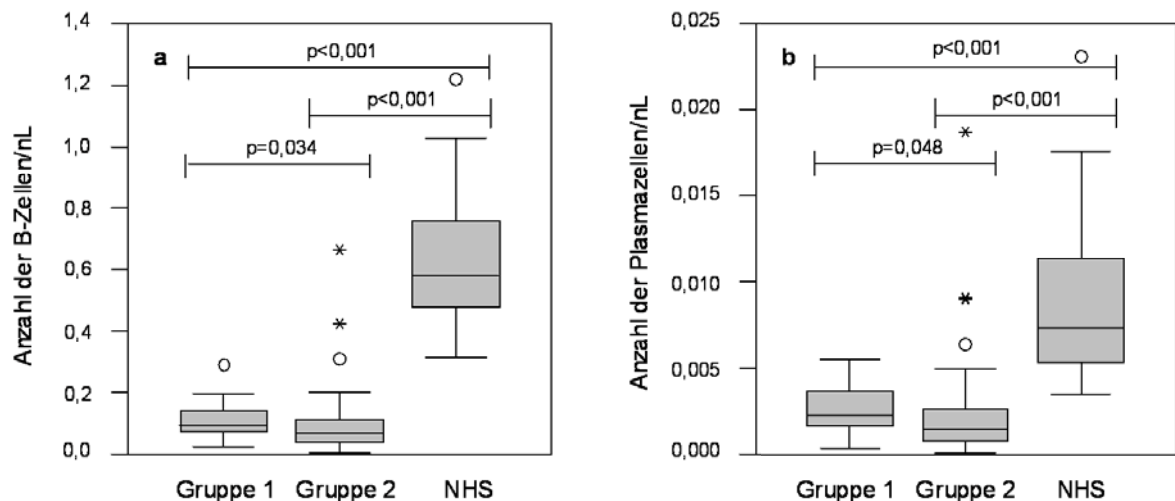 a
Anzahl der B-Zellen/nL
1,4
1,2
1,0
0,8
0,6
0,4
0,2
0,0
p<0,001
p<0,001
p=0,034
Gruppe 1 Gruppe 2 NHS
b
Anzahl der Plasmazellen/nL
0,025
0,020
0,015
0,010
0,005
0,000
p<0,001
p<0,001
p=0,048
Gruppe 1 Gruppe 2 NHS